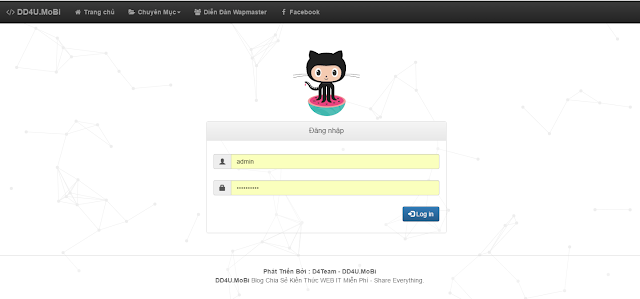 </> DD4U.MoBi Trang chủ Chuyên Mục Diễn Đàn Wapmaster Facebook
Đăng nhập
admin
••••••••••
Log in
Phát Triển Bởi : D4Team - DD4U.MoBi
DD4U.MoBi Blog Chia Sẻ Kiến Thức WEB IT Miễn Phí - Share Everything.